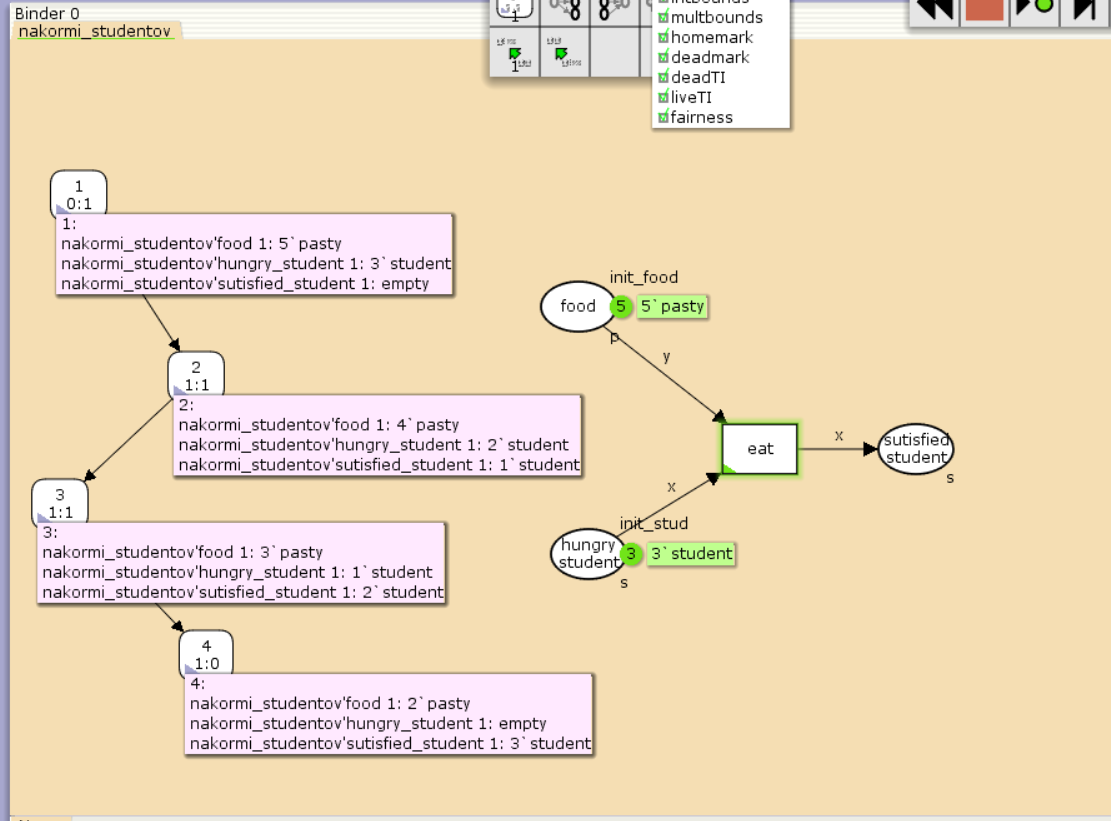 Binder 0
nakormi_studentov
1
1
multbounds
homemark
deadmark
deadTI
liveTI
fairness
1
0:1
1:
nakormi_studentov'food 1: 5`pasty
nakormi_studentov'hungry_student 1: 3`student
nakormi_studentov'sutisfied_student 1: empty
2
1:1
2:
nakormi_studentov'food 1: 4`pasty
nakormi_studentov'hungry_student 1: 2`student
nakormi_studentov'sutisfied_student 1: 1`student
3
1:1
3:
nakormi_studentov'food 1: 3`pasty
nakormi_studentov'hungry_student 1: 1`student
nakormi_studentov'sutisfied_student 1: 2`student
4
1:0
4:
nakormi_studentov'food 1: 2`pasty
nakormi_studentov'hungry_student 1: empty
nakormi_studentov'sutisfied_student 1: 3`student
init_food
food
5
5`pasty
p
y
eat
x
sutisfied
student
s
x
init_stud
hungry
student
3
3`student
s